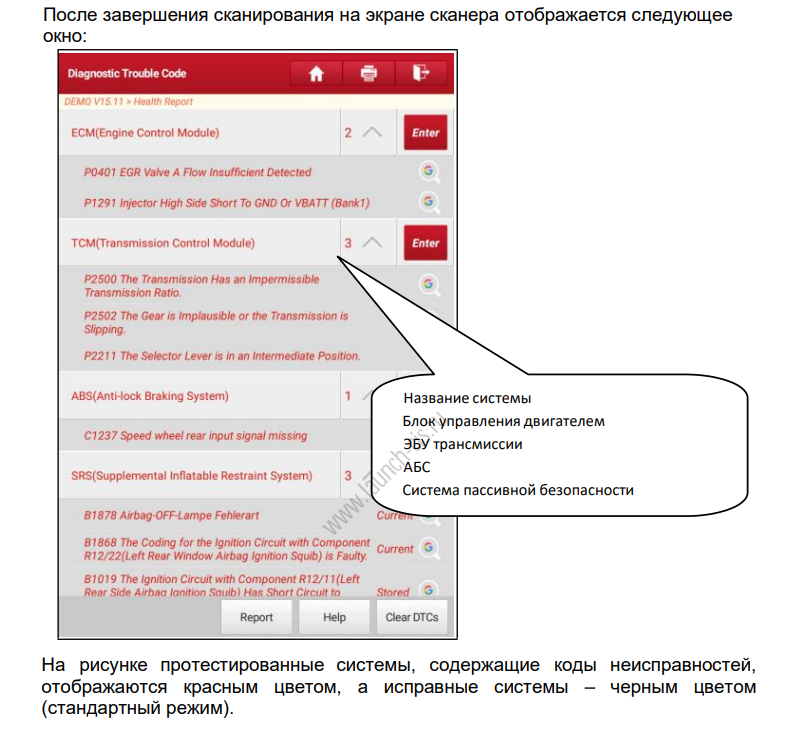 После завершения сканирования на экране сканера отображается следующее
окно:
Diagnostic Trouble Code
DEMO V15.11 > Health Report
ECM(Engine Control Module)
2
Enter
P0401 EGR Valve A Flow Insufficient Detected
P1291 Injector High Side Short To GND Or VBATT (Bank1)
TCM(Transmission Control Module)
3
Enter
P2500 The Transmission Has an Impermissible
Transmission Ratio.
P2502 The Gear is Implausible or the Transmission is
Slipping.
P2211 The Selector Lever is in an Intermediate Position.
ABS(Anti-lock Braking System)
1
C1237 Speed wheel rear input signal missing
SRS(Supplemental Inflatable Restraint System)
3
B1878 Airbag-OFF-Lampe Fehlerart
Current
B1868 The Coding for the Ignition Circuit with Component
R12/22(Left Rear Window Airbag Ignition Squib) is Faulty.
Current
B1019 The Ignition Circuit with Component R12/11(Left
Rear Side Airbag Ignition Squib) Has Short Circuit to
Stored
Report
Help
Clear DTCs
Название системы
Блок управления двигателем
ЭБУ трансмиссии
АБС
Система пассивной безопасности
На рисунке протестированные системы, содержащие коды неисправностей,
отображаются красным цветом, а исправные системы – черным цветом
(стандартный режим).